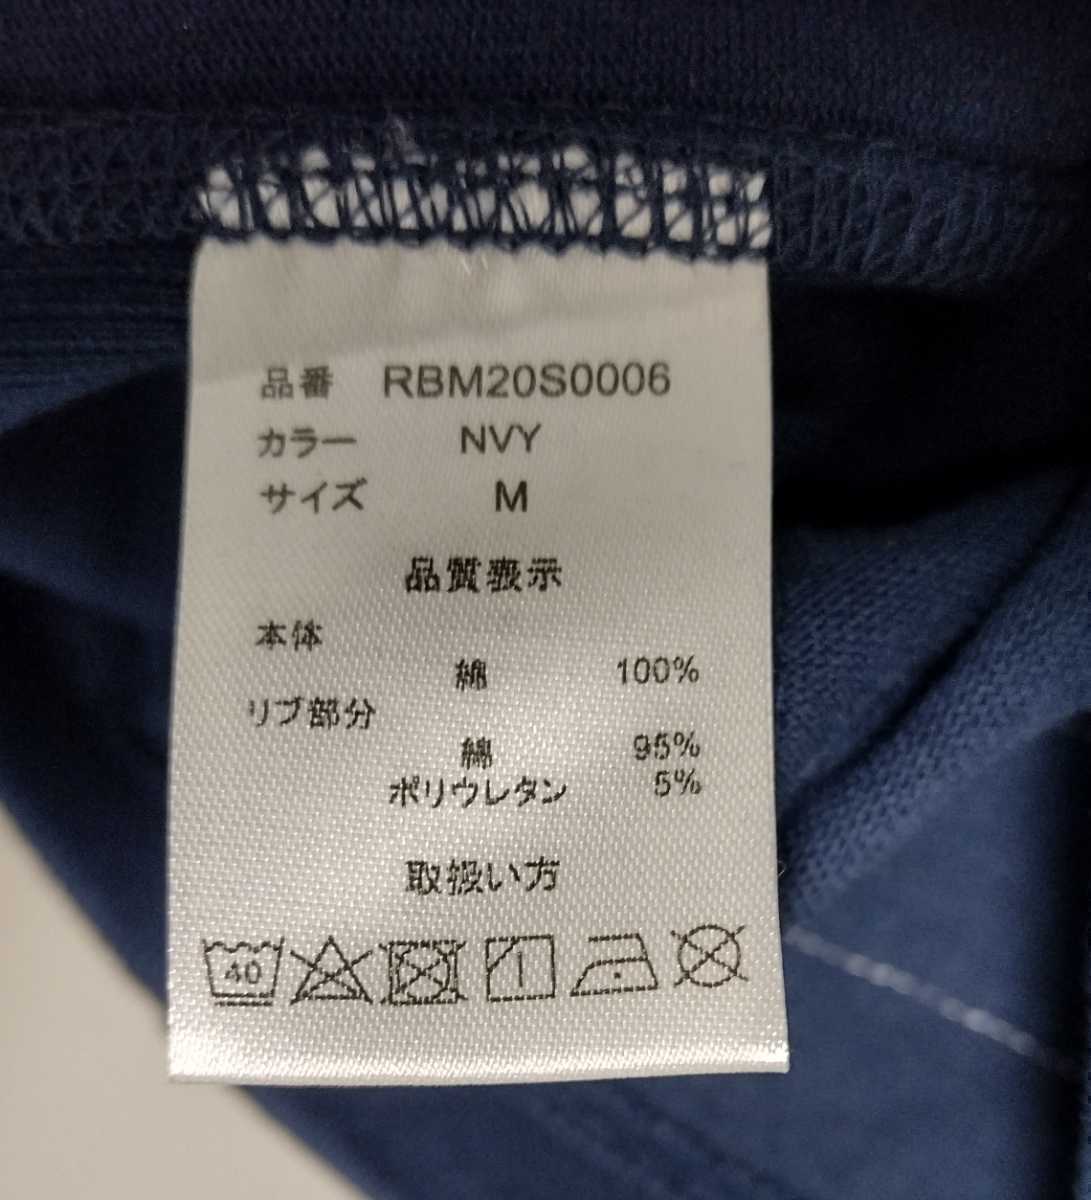 品番 RBM20S0006
カラー NVY
サイズ M
品質表示
本体
綿 100%
リブ部分
綿 95%
ポリウレタン 5%
取扱い方
40